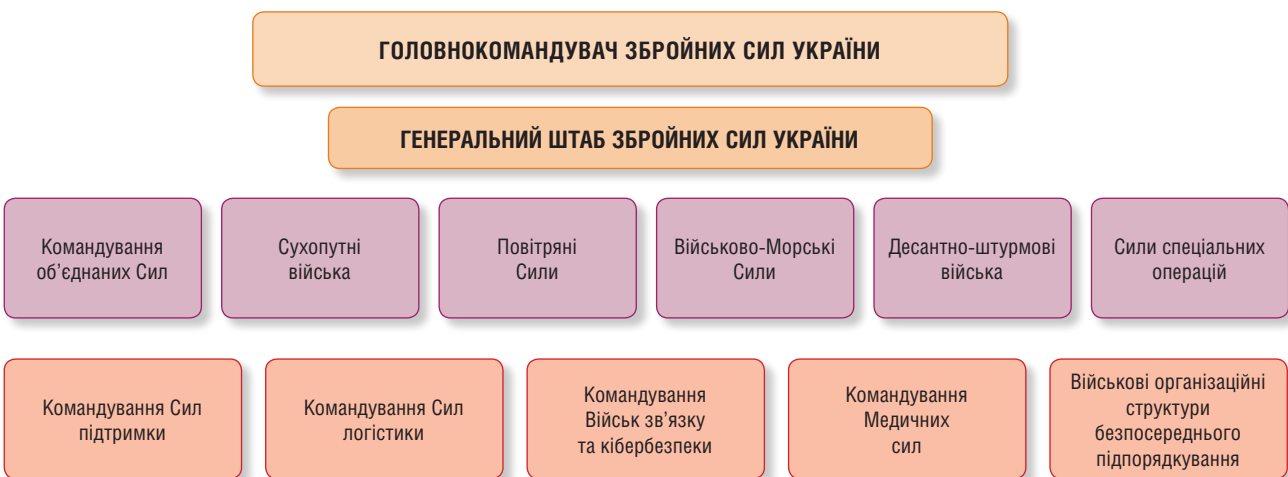 ГОЛОВНОКОМАНДУВАЧ ЗБРОЙНИХ СИЛ УКРАЇНИ
ГЕНЕРАЛЬНИЙ ШТАБ ЗБРОЙНИХ СИЛ УКРАЇНИ
Командування
об’єднаних Сил
Сухопутні
війська
Повітряні
Сили
Військово-Морські
Сили
Десантно-штурмові
війська
Сили спеціальних
операцій
Командування Сил
підтримки
Командування Сил
логістики
Командування
Військ зв’язку
та кібербезпеки
Командування
Медичних
сил
Військові організаційні
структури
безпосереднього
підпорядкування